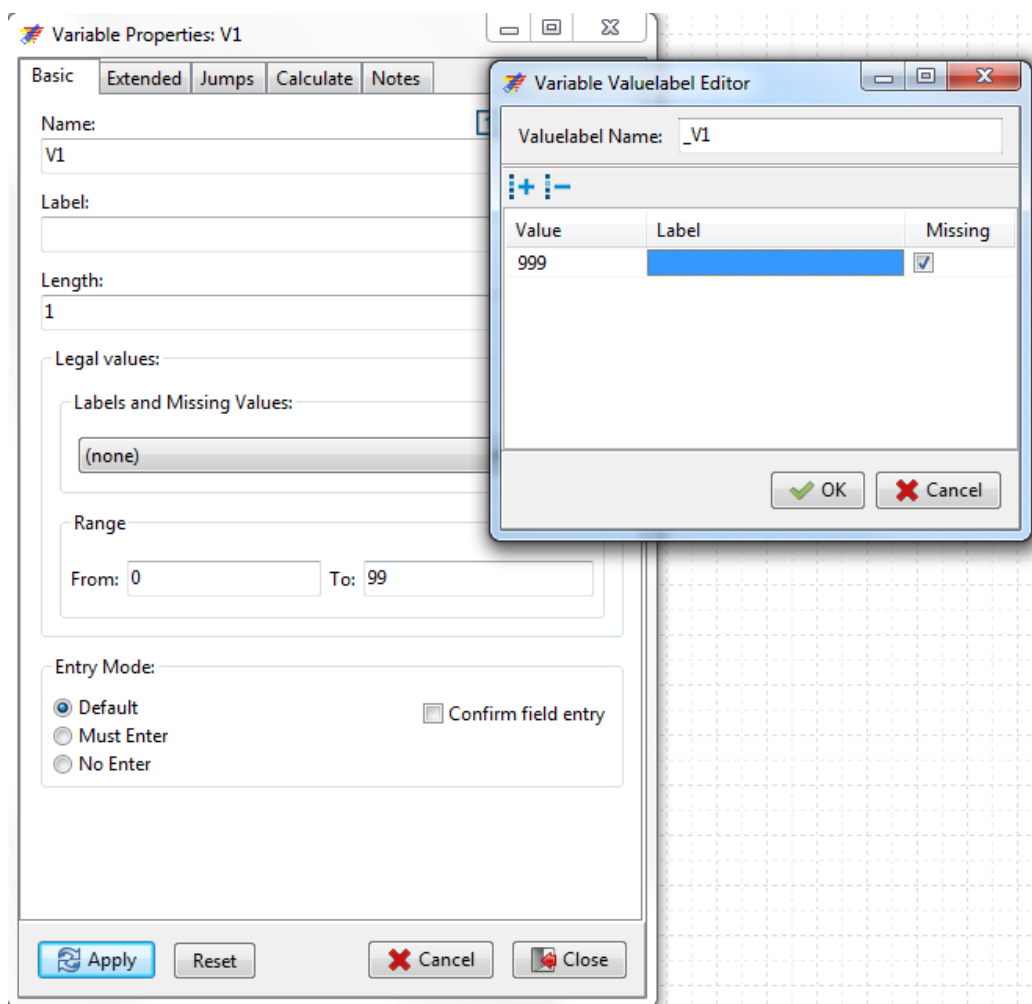 Variable Properties: V1
Basic
Extended
Jumps
Calculate
Notes
Name:
V1
Label:
Length:
1
Legal values:
Labels and Missing Values:
(none)
Range
From: 0
To: 99
Entry Mode:
Default
Must Enter
No Enter
Confirm field entry
Apply
Reset
Cancel
Close
Variable Valuelabel Editor
Valuelabel Name: _V1
Value Label Missing
999
OK
Cancel